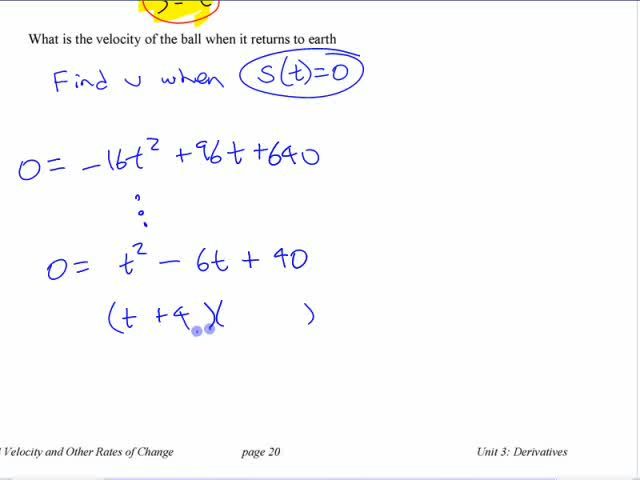 What is the velocity of the ball when it returns to earth
Find v when s(t)=0
0 = -16t² +96t +640
0 = t² - 6t + 40
(t +4)( )
Velocity and Other Rates of Change page 20 Unit 3: Derivatives